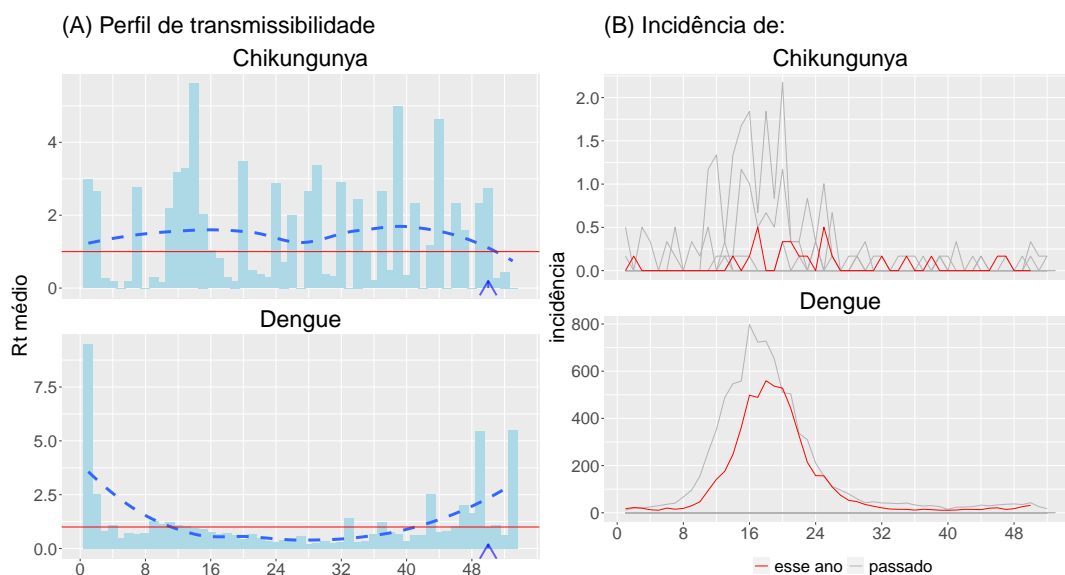 (A) Perfil de transmissibilidade
Chikungunya
4
2
0
Dengue
7.5
5.0
2.5
0.0
0 8 16 24 32 40 48
Rt médio
(B) Incidência de:
Chikungunya
2.0
1.5
1.0
0.5
0.0
Dengue
800
600
400
200
0
0 8 16 24 32 40 48
incidência
esse ano passado